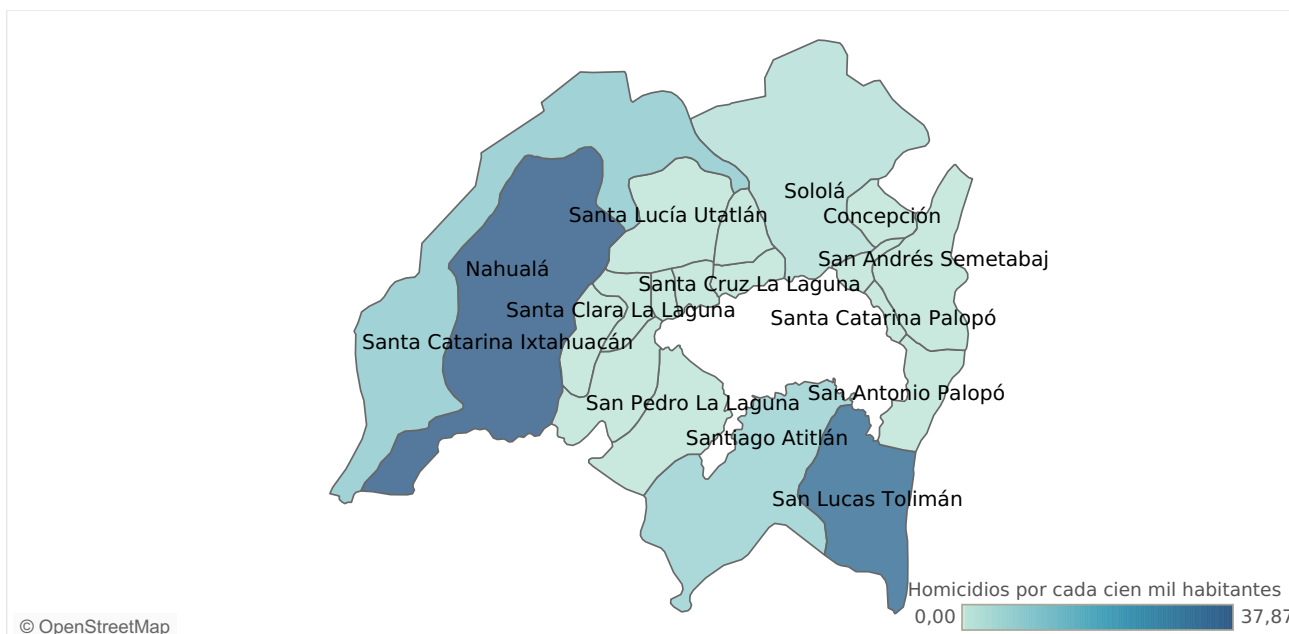 Sololá
Santa Lucía Utatlán
Concepción
San Andrés Semetabaj
Nahualá
Santa Cruz La Laguna
Santa Clara La Laguna
Santa Catarina Palopó
Santa Catarina Ixtahuacán
San Antonio Palopó
San Pedro La Laguna
Santiago Atitlán
San Lucas Tolimán
Homicidios por cada cien mil habitantes
0,00 37,87
© OpenStreetMap